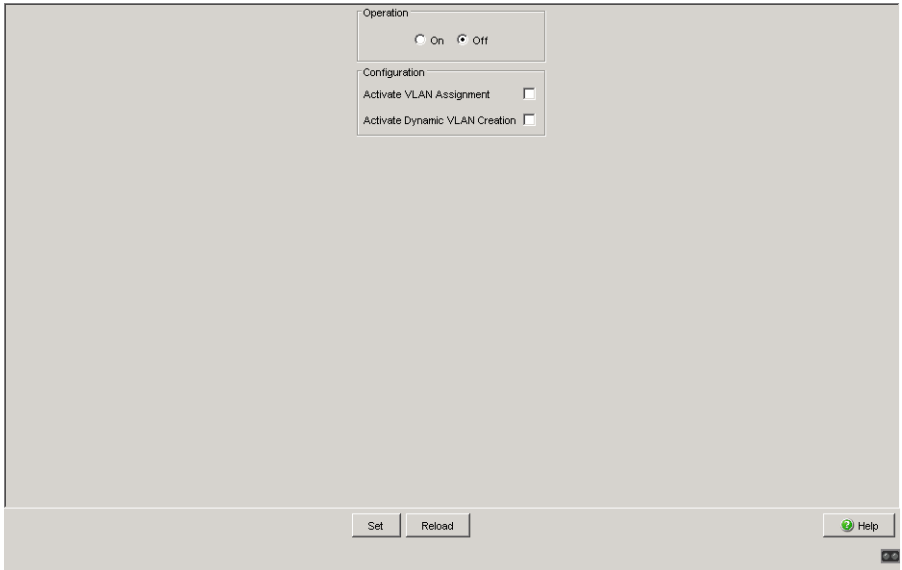 Operation
On Off
Configuration
Activate VLAN Assignment
Activate Dynamic VLAN Creation
Set Reload Help